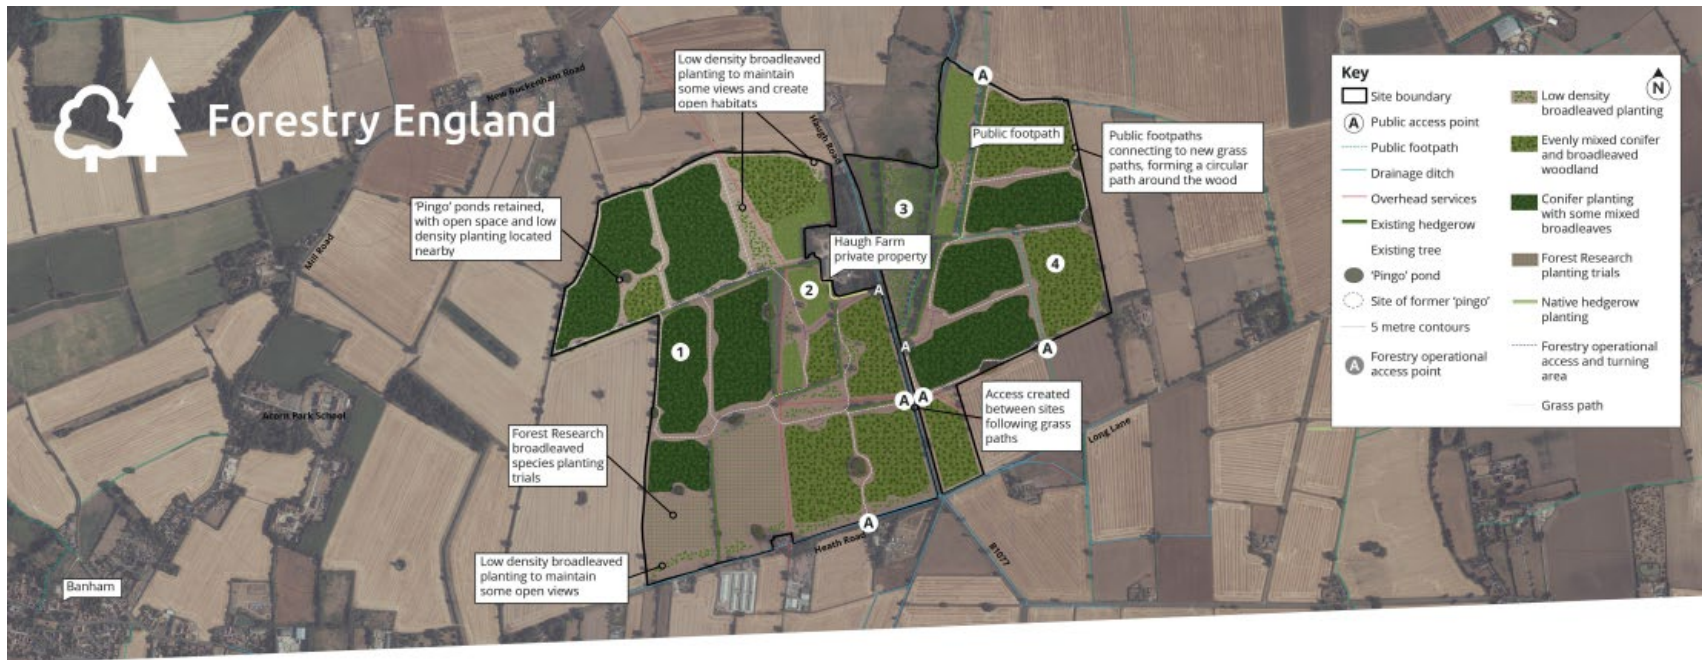 Forestry England
New Buckenham Road
Low density broadleaved
planting to maintain
some views and create
open habitats
Haugh Road
A
Public footpath
Public footpaths
connecting to new grass
paths, forming a circular
path around the wood
'Pingo' ponds retained,
with open space and low
density planting located
nearby
Mill Road
3
Haugh Farm
private property
4
2
A
1
A
A
A
A
Access created
between sites
following grass
paths
Acorn Park School
Forest Research
broadleaved
species planting
trials
Long Lane
A
Heath Road
B1077
Low density broadleaved
planting to maintain
some open views
Banham
Key
N
Site boundary
A
Public access point
Public footpath
Drainage ditch
Overhead services
Existing hedgerow
Existing tree
'Pingo' pond
Site of former 'pingo'
5 metre contours
A
Forestry operational
access point
Low density
broadleaved planting
Evenly mixed conifer
and broadleaved
woodland
Conifer planting
with some mixed
broadleaves
Forest Research
planting trials
Native hedgerow
planting
Forestry operational
access and turning
area
Grass path